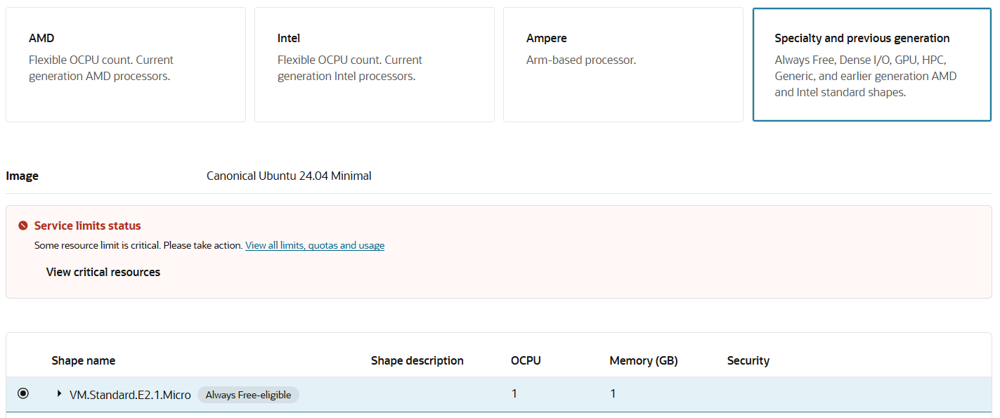 AMD
Flexible OCPU count. Current
generation AMD processors.
Intel
Flexible OCPU count. Current
generation Intel processors.
Ampere
Arm-based processor.
Specialty and previous generation
Always Free, Dense I/O, GPU, HPC,
Generic, and earlier generation AMD
and Intel standard shapes.
Image Canonical Ubuntu 24.04 Minimal
Service limits status
Some resource limit is critical. Please take action. View all limits, quotas and usage
View critical resources
Shape name Shape description OCPU Memory (GB) Security
VM.Standard.E2.1.Micro Always Free-eligible 1 1